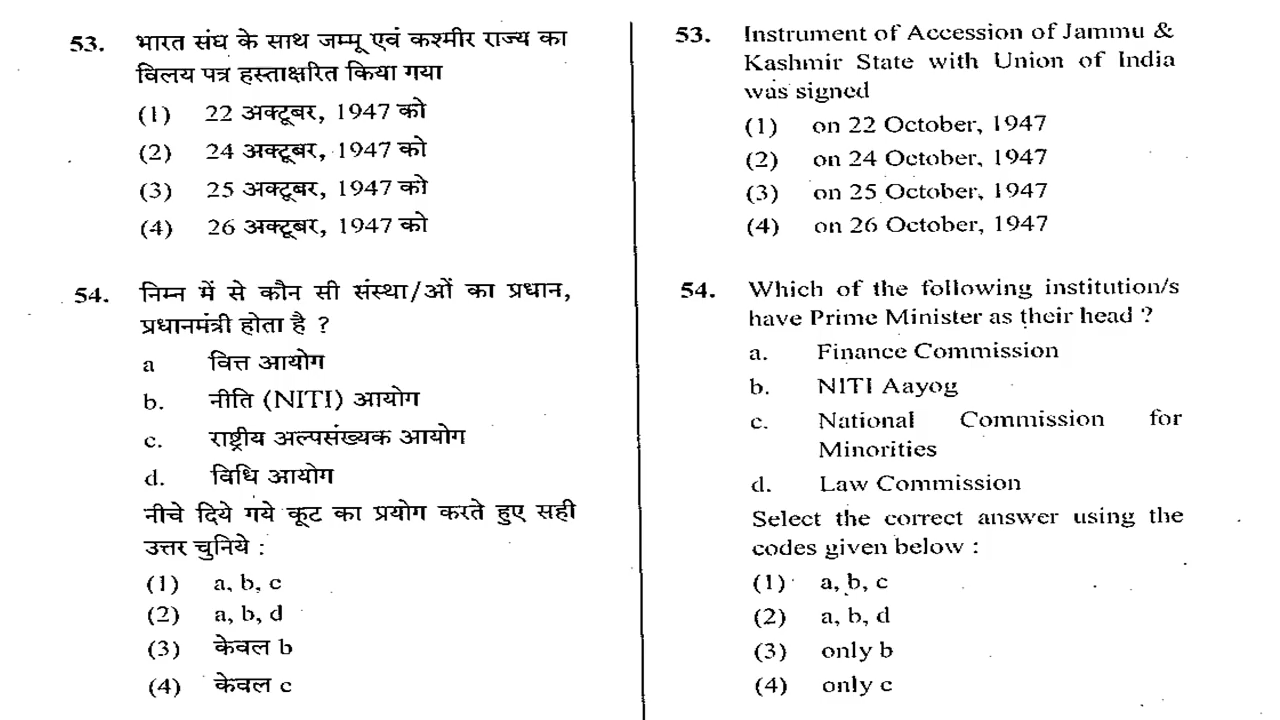 53. भारत संघ के साथ जम्मू एवं कश्मीर राज्य का
विलय पत्र हस्ताक्षरित किया गया
(1) 22 अक्टूबर, 1947 को
(2) 24 अक्टूबर, 1947 को
(3) 25 अक्टूबर, 1947 को
(4) 26 अक्टूबर, 1947 को
54. निम्न में से कौन सी संस्था/ओं का प्रधान,
प्रधानमंत्री होता है ?
a वित्त आयोग
b. नीति (NITI) आयोग
c. राष्ट्रीय अल्पसंख्यक आयोग
d. विधि आयोग
नीचे दिये गये कूट का प्रयोग करते हुए सही
उत्तर चुनिये :
(1) a, b, c
(2) a, b, d
(3) केवल b
(4) केवल c
53. Instrument of Accession of Jammu &
Kashmir State with Union of India
was signed
(1) on 22 October, 1947
(2) on 24 October, 1947
(3) on 25 October, 1947
(4) on 26 October, 1947
54. Which of the following institution/s
have Prime Minister as their head ?
a. Finance Commission
b. NITI Aayog
c. National Commission for
Minorities
d. Law Commission
Select the correct answer using the
codes given below :
(1) a, b, c
(2) a, b, d
(3) only b
(4) only c